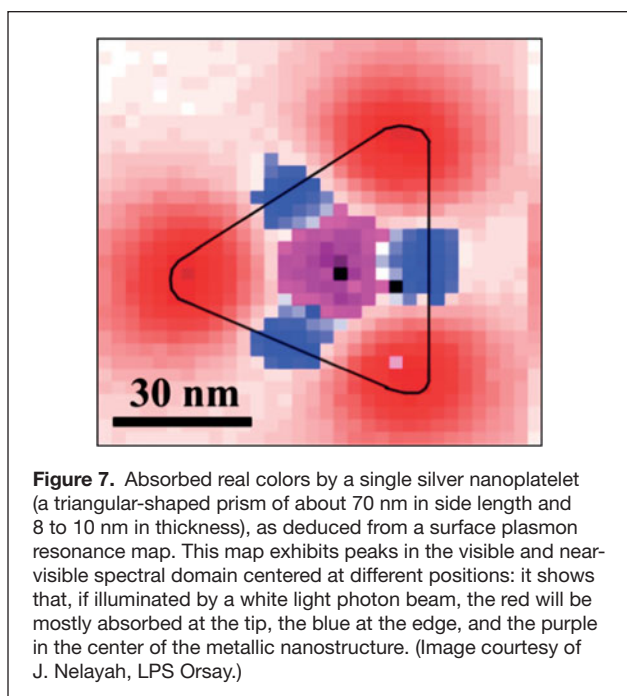 30 nm
Figure 7. Absorbed real colors by a single silver nanoplatelet
(a triangular-shaped prism of about 70 nm in side length and
8 to 10 nm in thickness), as deduced from a surface plasmon
resonance map. This map exhibits peaks in the visible and near-
visible spectral domain centered at different positions: it shows
that, if illuminated by a white light photon beam, the red will be
mostly absorbed at the tip, the blue at the edge, and the purple
in the center of the metallic nanostructure. (Image courtesy of
J. Nelayah, LPS Orsay.)